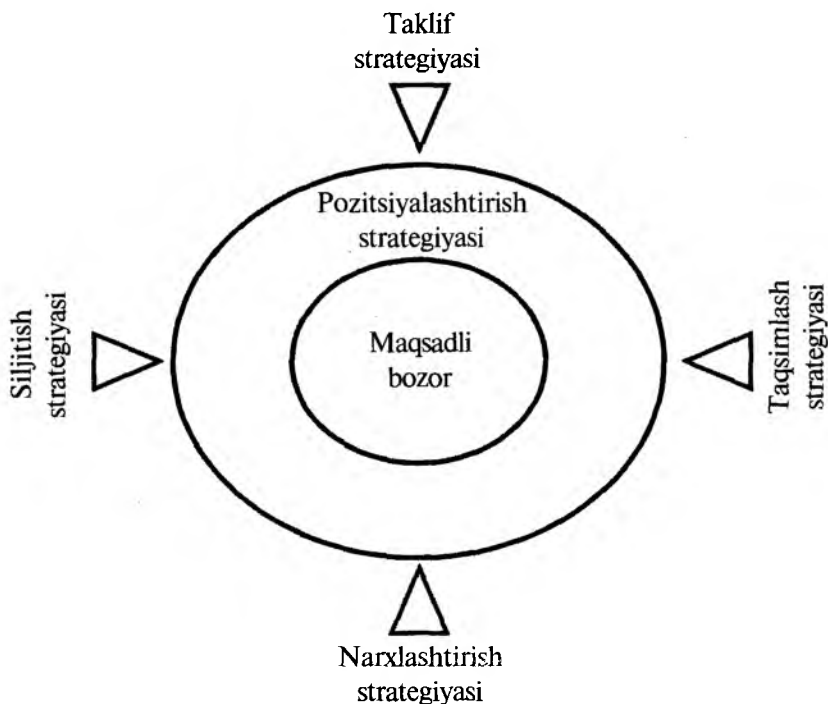 Taklif
strategiyasi
Pozitsiyalashtirish
strategiyasi
Siljitish
strategiyasi
Maqsadli
bozor
Taqsimlash
strategiyasi
Narxlashtirish
strategiyasi